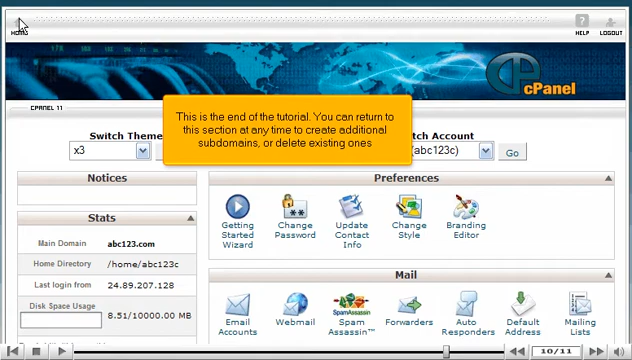 HOME
HELP
LOGOUT
cPanel
CPANEL 11
This is the end of the tutorial. You can return to
this section at any time to create additional
subdomains, or delete existing ones
Switch Theme
tch Account
x3
(abc123c)
Go
Notices
Stats
Main Domain abc123.com
Home Directory /home/abc123c
Last login from 24.89.207.128
Disk Space Usage
8.51/10000.00 MB
Preferences
Getting
Started
Wizard
Change
Password
Update
Contact
Info
Change
Style
Branding
Editor
Mail
Email
Accounts
Webmail
SpamAssassin
Spam
Assassin™
Forwarders
Auto
Responders
Default
Address
Mailing
Lists
10/11